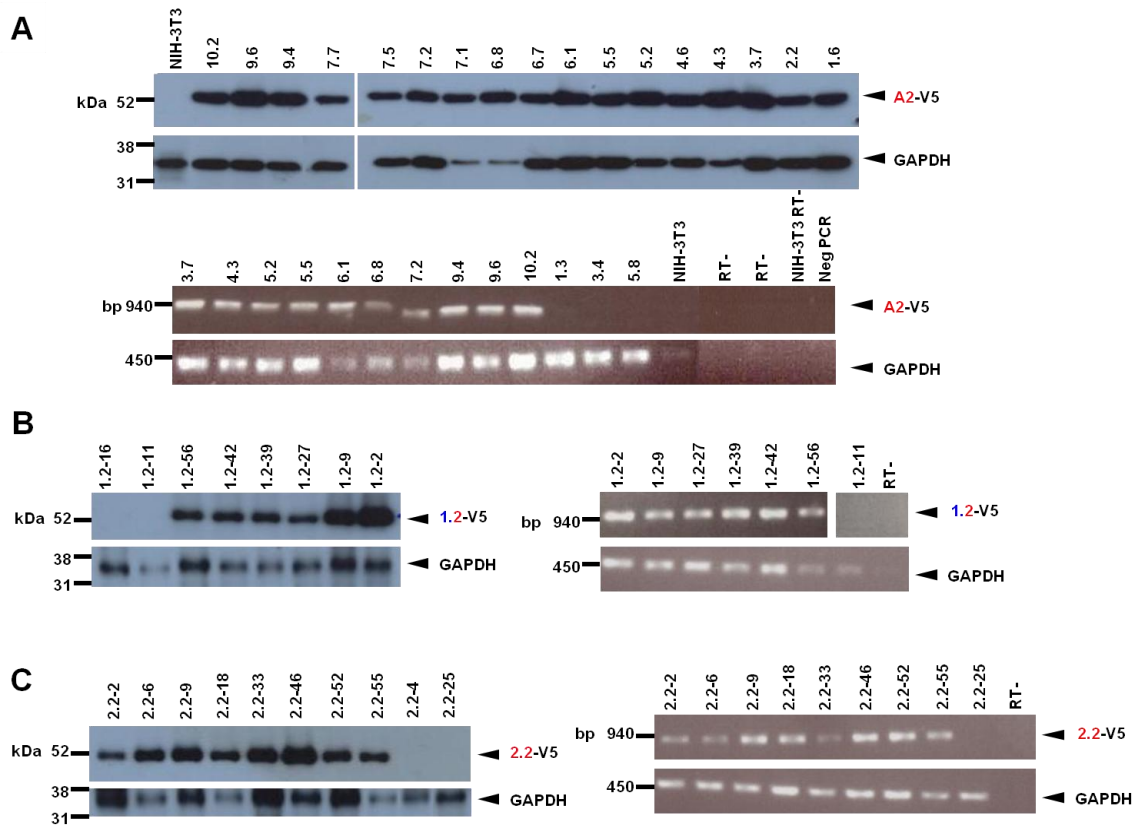 A
NIH-3T3 10.2 9.6 9.4 7.7 7.5 7.2 7.1 6.8 6.7 6.1 5.5 5.2 4.6 4.3 3.7 2.2 1.6
kDa 52 A2-V5
38
31
GAPDH
3.7 4.3 5.2 5.5 6.1 6.8 7.2 9.4 9.6 10.2 1.3 3.4 5.8 NIH-3T3 RT- RT- NIH-3T3 RT- Neg PCR
bp 940 A2-V5
450 GAPDH
B
1.2-16 1.2-11 1.2-56 1.2-42 1.2-39 1.2-27 1.2-9 1.2-2
kDa 52 1.2-V5
38
31
GAPDH
1.2-2 1.2-9 1.2-27 1.2-39 1.2-42 1.2-56 1.2-11 RT-
bp 940 1.2-V5
450 GAPDH
C
2.2-2 2.2-6 2.2-9 2.2-18 2.2-33 2.2-46 2.2-52 2.2-55 2.2-4 2.2-25
kDa 52 2.2-V5
38
31
GAPDH
2.2-2 2.2-6 2.2-9 2.2-18 2.2-33 2.2-46 2.2-52 2.2-55 2.2-25 RT-
bp 940 2.2-V5
450 GAPDH